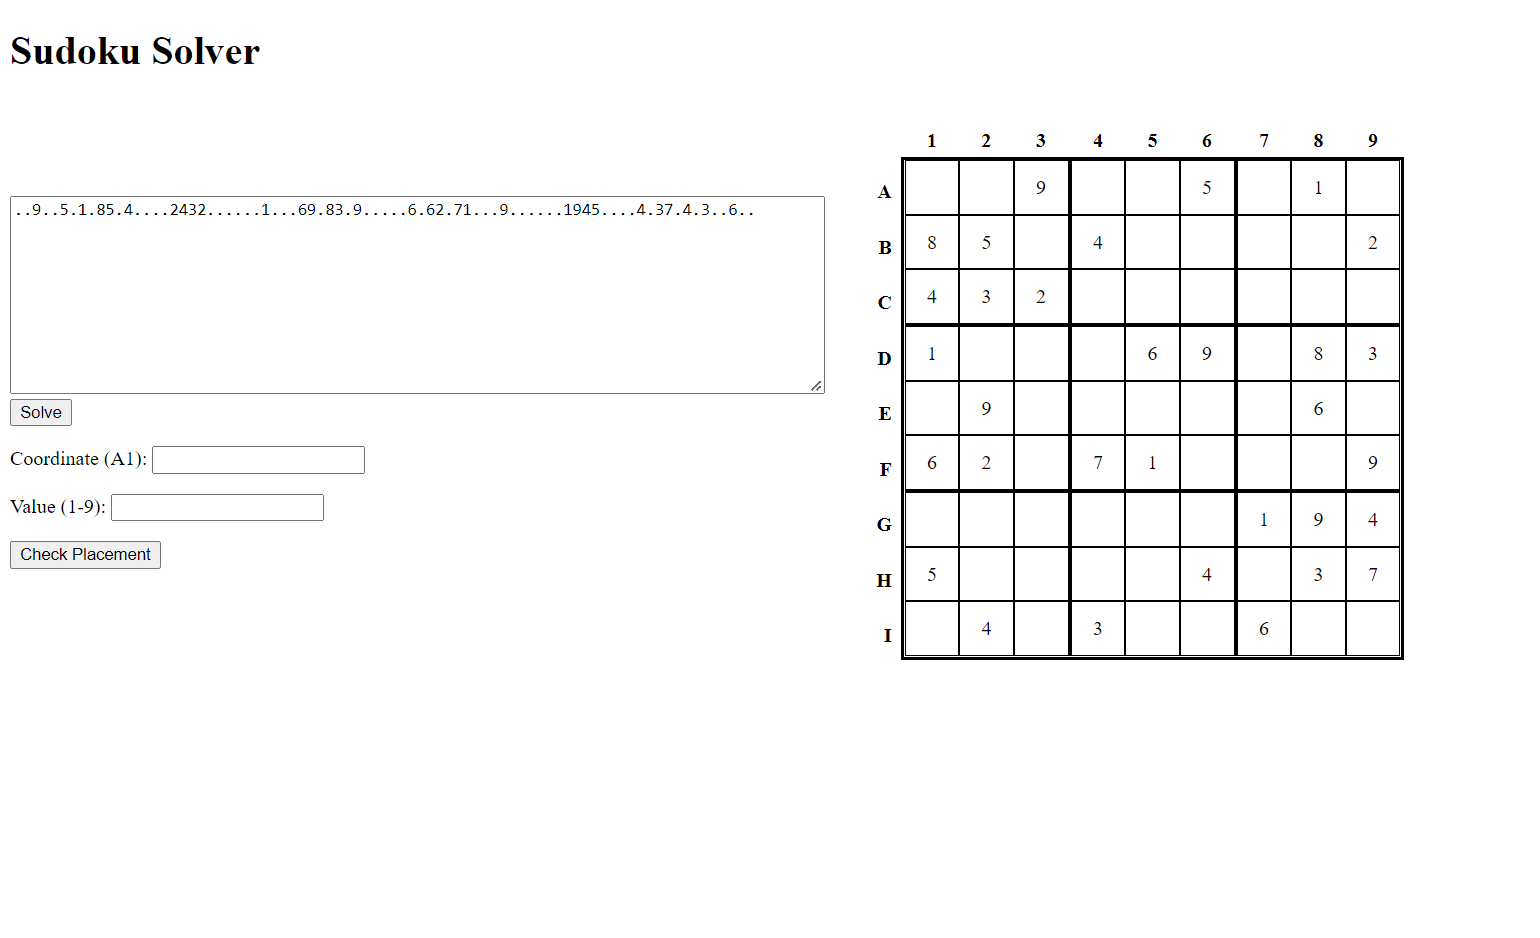 Sudoku Solver
..9..5.1.85.4....2432......1...69.83.9.....6.62.71...9......1945....4.37.4.3..6..
Solve
Coordinate (A1):
Value (1-9):
Check Placement
1 2 3 4 5 6 7 8 9
A 9 5 1
B 8 5 4 2
C 4 3 2
D 1 6 9 8 3
E 9 6
F 6 2 7 1 9
G 1 9 4
H 5 4 3 7
I 4 3 6